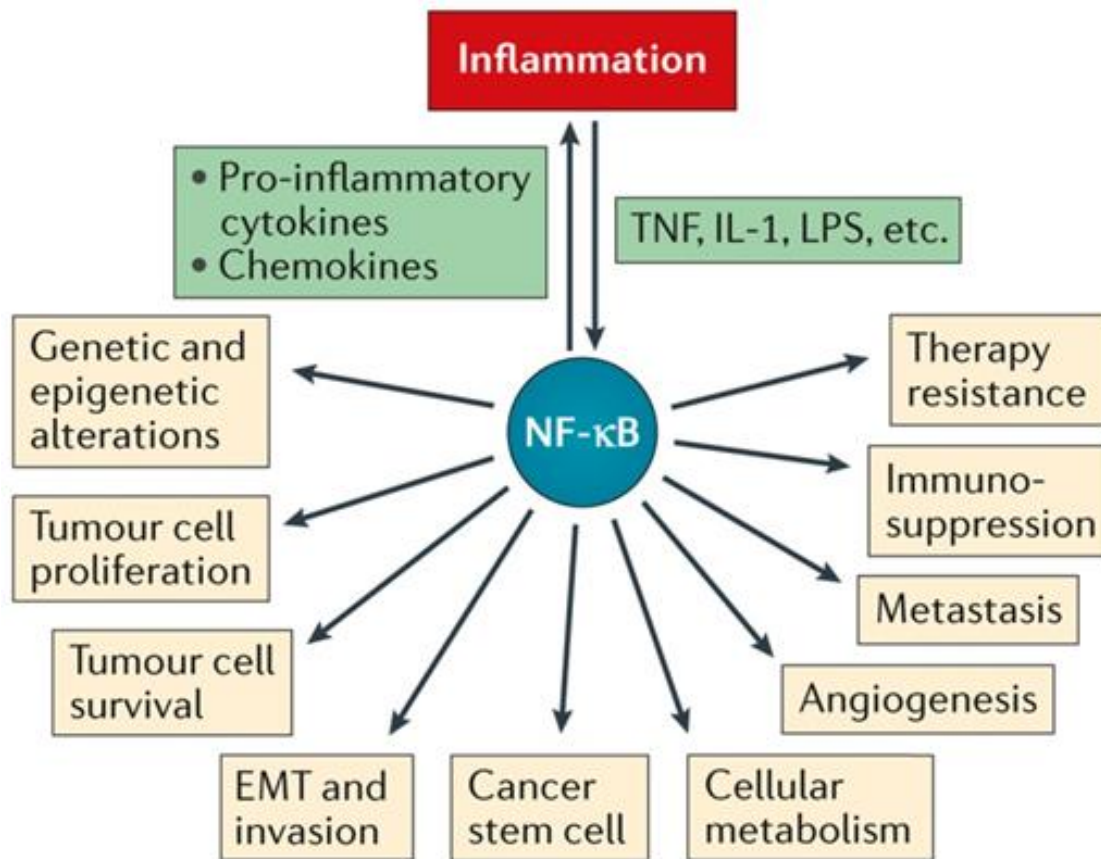 Inflammation
• Pro-inflammatory
cytokines
• Chemokines
TNF, IL-1, LPS, etc.
NF-κB
Genetic and
epigenetic
alterations
Tumour cell
proliferation
Tumour cell
survival
EMT and
invasion
Cancer
stem cell
Cellular
metabolism
Angiogenesis
Metastasis
Immuno-
suppression
Therapy
resistance